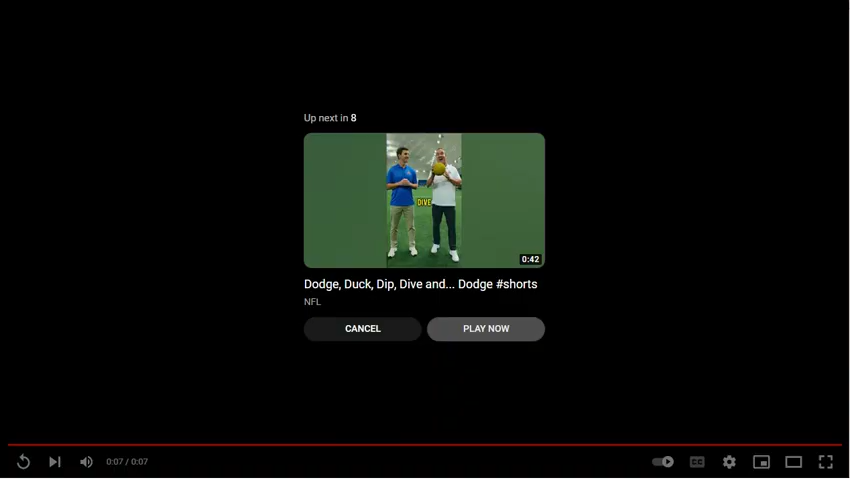 Up next in 8
DIVE
0:42
Dodge, Duck, Dip, Dive and... Dodge #shorts
NFL
CANCEL
PLAY NOW
0:07 / 0:07
CC